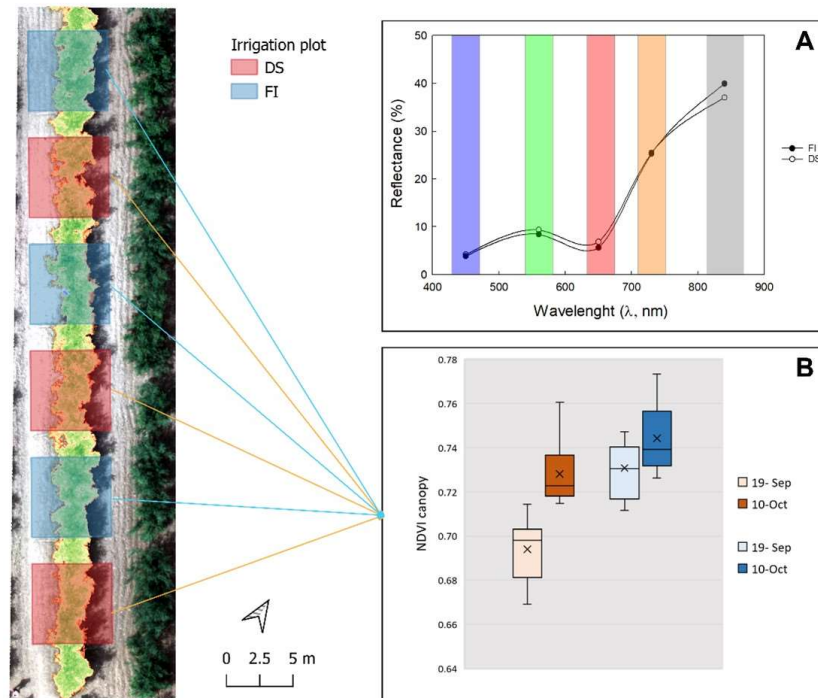 Irrigation plot
DS
FI
0 2.5 5 m
A
Reflectance (%)
50
40
30
20
10
0
400 500 600 700 800 900
Wavelenght (λ, nm)
FI
DS
B
NDVI canopy
0.78
0.76
0.74
0.72
0.70
0.68
0.66
0.64
19- Sep
10-Oct
19- Sep
10-Oct